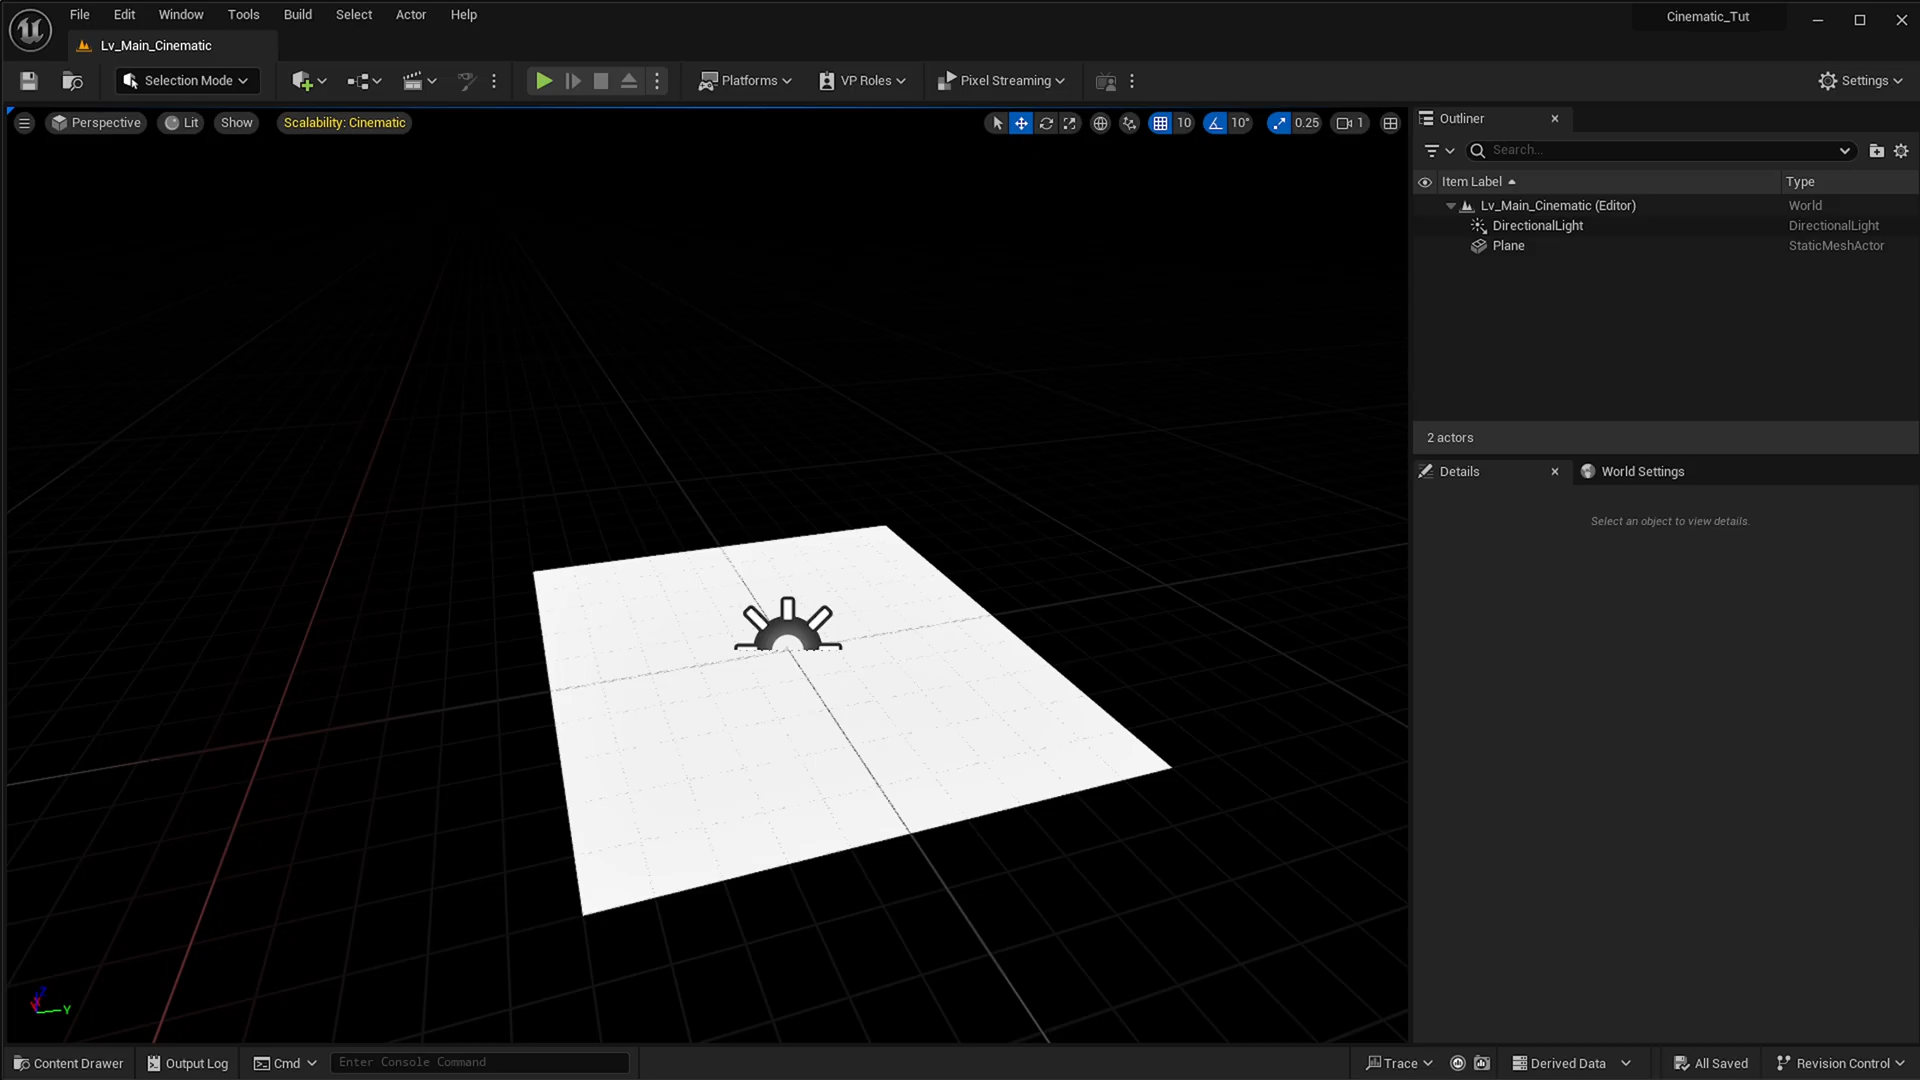 File Edit Window Tools Build Select Actor Help
Cinematic_Tut
Lv_Main_Cinematic
Selection Mode
Platforms
VP Roles
Pixel Streaming
Settings
Perspective
Lit
Show
Scalability: Cinematic
10
10°
0.25
1
Outliner
Search...
Item Label
Type
Lv_Main_Cinematic (Editor)
World
DirectionalLight
DirectionalLight
Plane
StaticMeshActor
2 actors
Details
World Settings
Select an object to view details.
Y
Content Drawer
Output Log
Cmd
Enter Console Command
Trace
Derived Data
All Saved
Revision Control